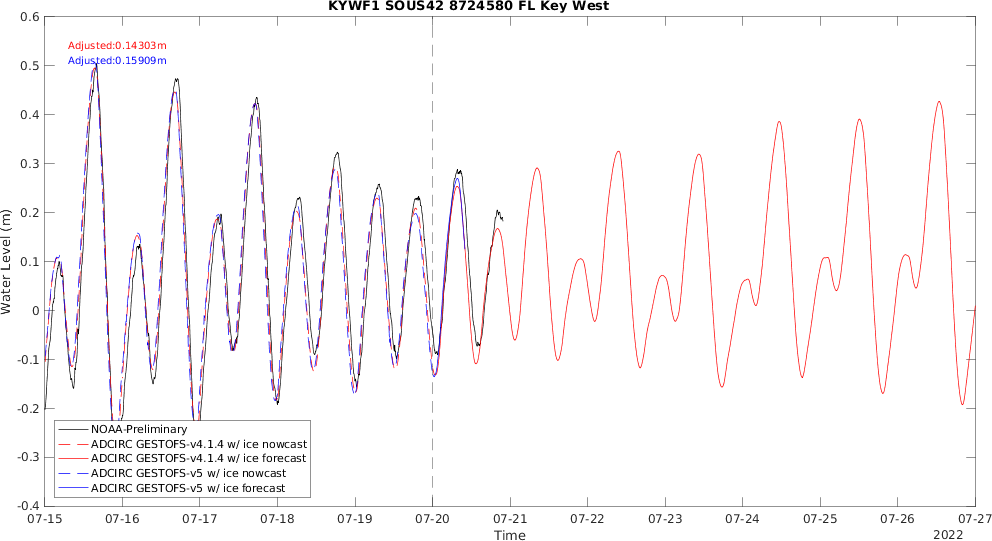 KYWF1 SOUS42 8724580 FL Key West
Adjusted:0.14303m
Adjusted:0.15909m
0.6
0.5
0.4
0.3
0.2
0.1
0
-0.1
-0.2
-0.3
-0.4
Water Level (m)
NOAA-Preliminary
ADCIRC GESTOFS-v4.1.4 w/ ice nowcast
ADCIRC GESTOFS-v4.1.4 w/ ice forecast
ADCIRC GESTOFS-v5 w/ ice nowcast
ADCIRC GESTOFS-v5 w/ ice forecast
07-15 07-16 07-17 07-18 07-19 07-20 07-21 07-22 07-23 07-24 07-25 07-26 07-27
Time
2022